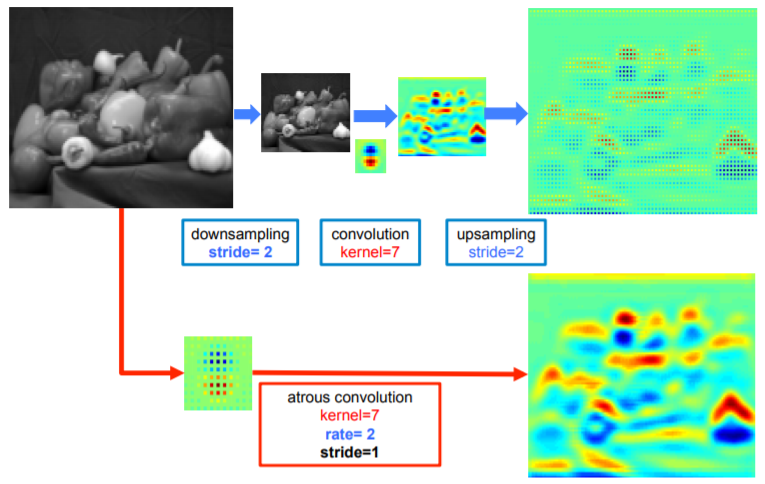 downsampling
stride= 2
convolution
kernel=7
upsampling
stride=2
atrous convolution
kernel=7
rate= 2
stride=1